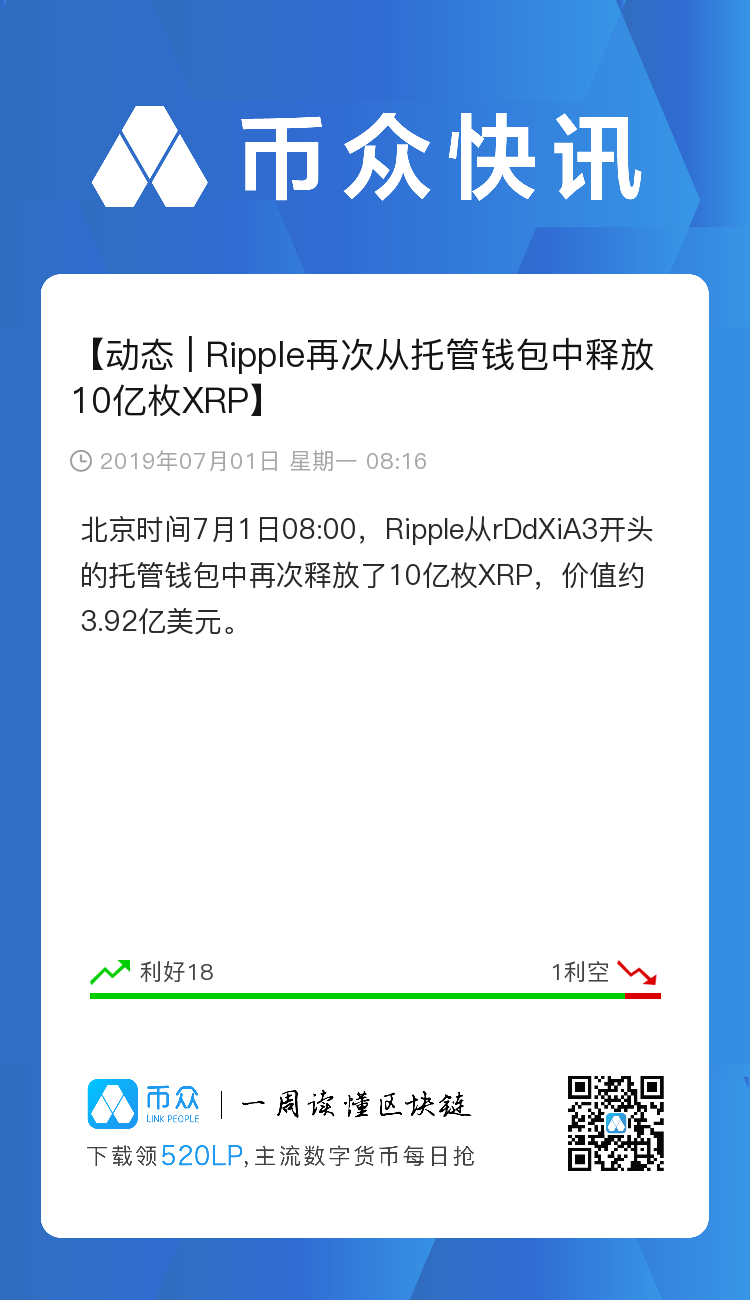 币众快讯
【动态 | Ripple再次从托管钱包中释放
10亿枚XRP】
2019年07月01日 星期一 08:16
北京时间7月1日08:00，Ripple从rDdXiA3开头
的托管钱包中再次释放了10亿枚XRP，价值约
3.92亿美元。
利好18
1利空
币众
LINK PEOPLE
一周读懂区块链
下载领520LP,主流数字货币每日抢